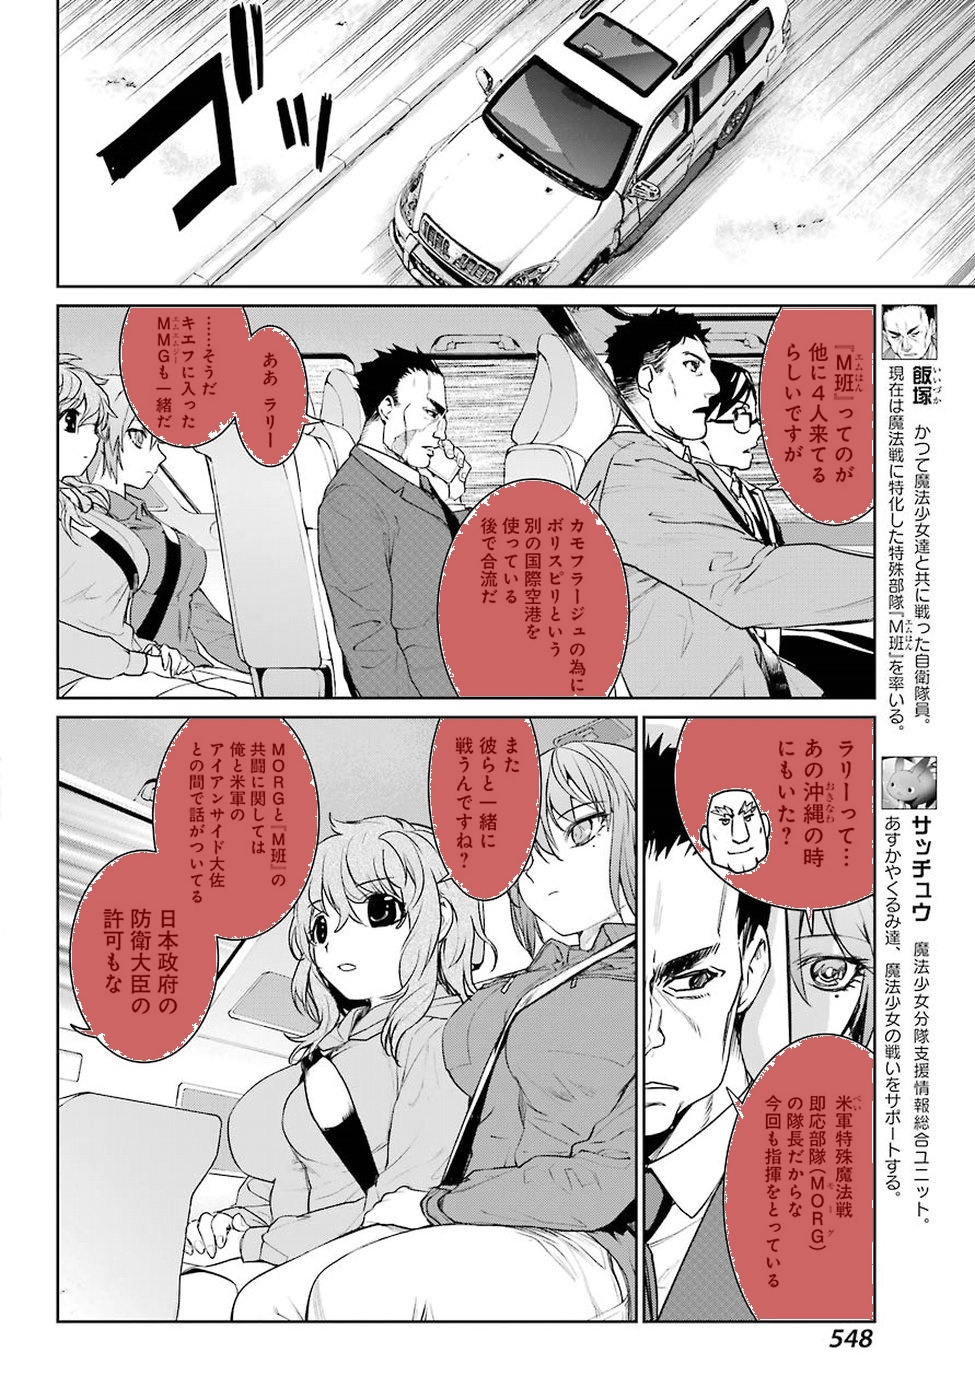 ゴッ
『M班』ってのが
他に4人来てる
らしいですが
カモフラージュの為に
ボリスピリという
別の国際空港を
使っている
後で合流だ
ああ ラリー
……そうだ
キエフに入った
MMGも一緒だ
ラリーって…
あの沖縄の時
にもいた?
米軍特殊魔法戦
即応部隊(MORG)
の隊長だからな
今回も指揮をとっている
また
彼らと一緒に
戦うんですね?
MORGと『M班』の
共闘に関しては
俺と米軍の
アイアンサイド大佐
との間で話がついてる
日本政府の
防衛大臣の
許可もな
飯塚 かつて魔法少女達と共に戦った自衛隊員。
現在は魔法戦に特化した特殊部隊『M班』を率いる。
サッチュウ 魔法少女分隊支援情報総合ユニット。
あすかやくるみ達、魔法少女の戦いをサポートする。
548